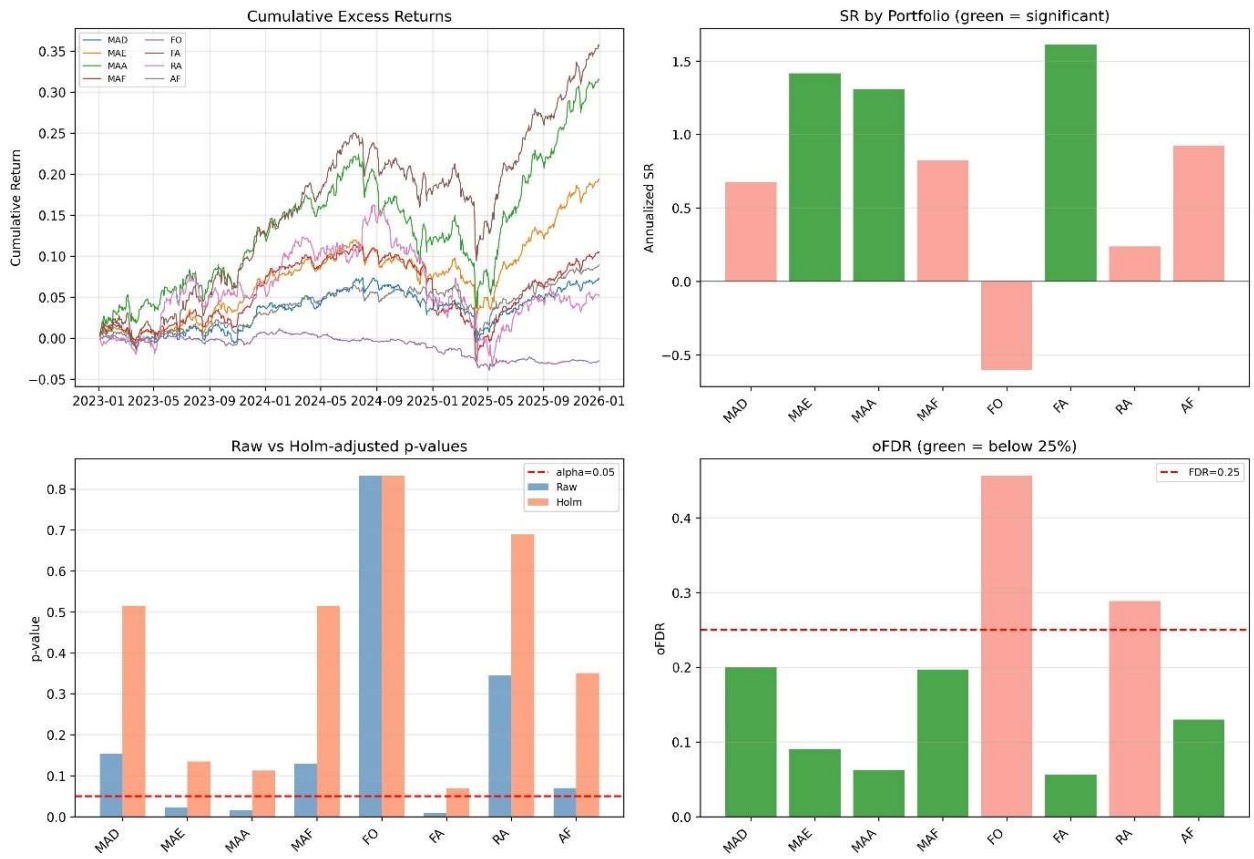 Cumulative Excess Returns
Cumulative Return
0.35
0.30
0.25
0.20
0.15
0.10
0.05
0.00
−0.05
MAD FO
MAE FA
MAA RA
MAF AF
2023-01 2023-05 2023-09 2024-01 2024-05 2024-09 2025-01 2025-05 2025-09 2026-01
SR by Portfolio (green = significant)
Annualized SR
1.5
1.0
0.5
0.0
−0.5
MAD MAE MAA MAF FO FA RA AF
Raw vs Holm-adjusted p-values
p-value
0.8
0.7
0.6
0.5
0.4
0.3
0.2
0.1
0.0
alpha=0.05
Raw
Holm
MAD MAE MAA MAF FO FA RA AF
oFDR (green = below 25%)
oFDR
0.4
0.3
0.2
0.1
0.0
FDR=0.25
MAD MAE MAA MAF FO FA RA AF